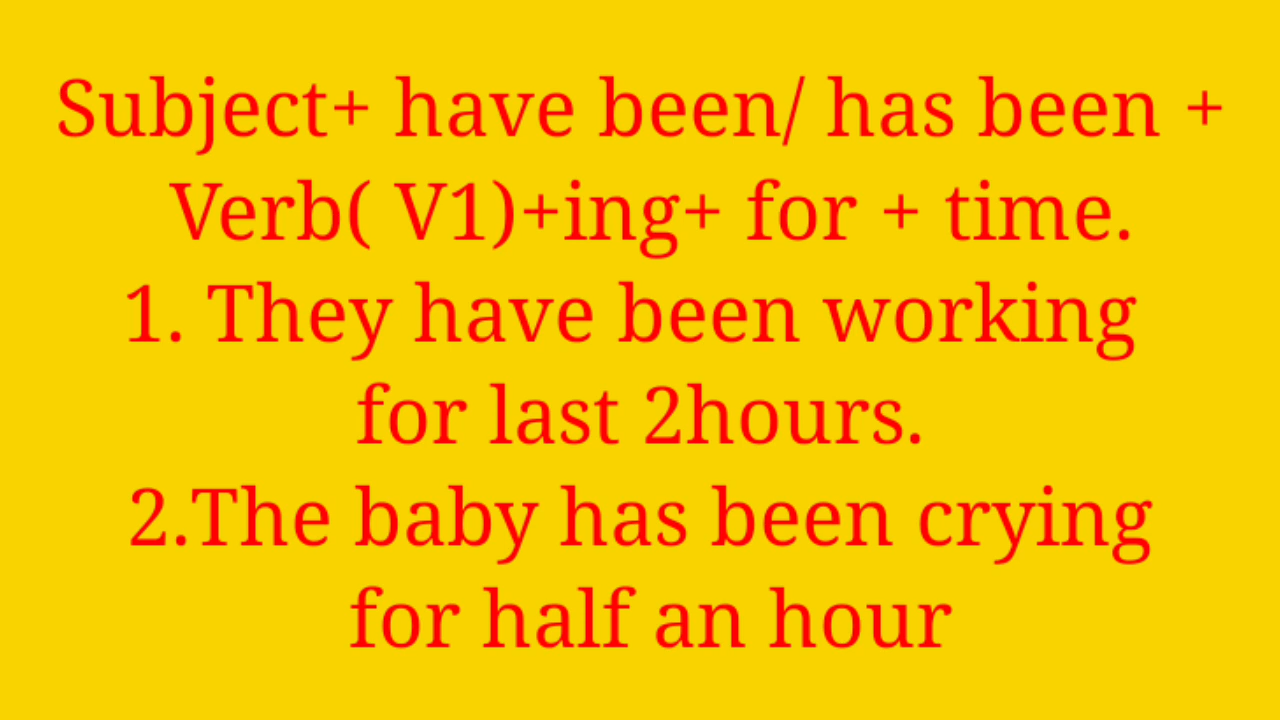 Subject+ have been/ has been +
Verb( V1)+ing+ for + time.
1. They have been working
for last 2hours.
2.The baby has been crying
for half an hour